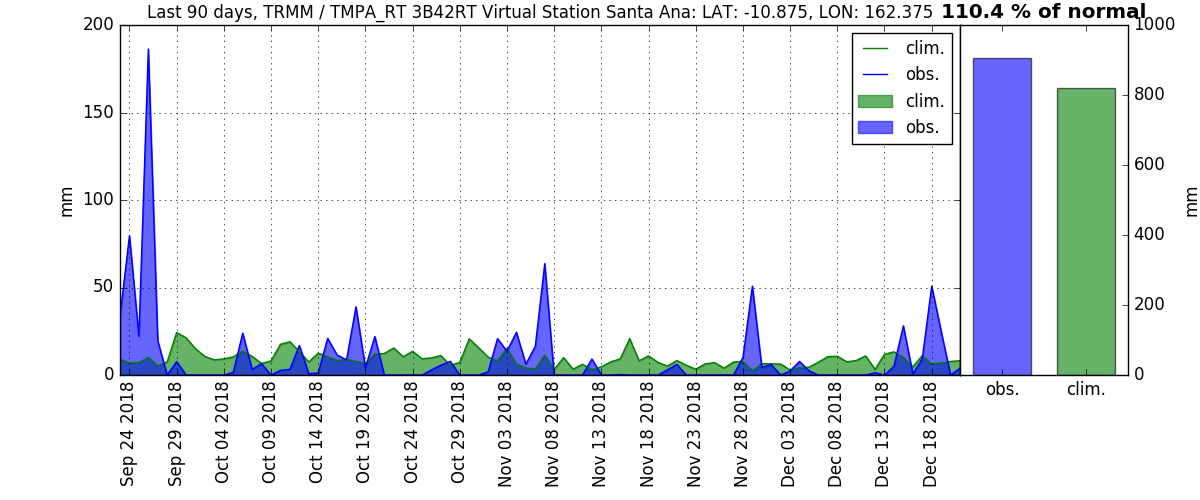 Last 90 days, TRMM / TMPA_RT 3B42RT Virtual Station Santa Ana: LAT: -10.875, LON: 162.375 110.4 % of normal
200
150
100
50
0
mm
clim.
obs.
clim.
obs.
1000
800
600
400
200
0
mm
obs. clim.
Sep 24 2018
Sep 29 2018
Oct 04 2018
Oct 09 2018
Oct 14 2018
Oct 19 2018
Oct 24 2018
Oct 29 2018
Nov 03 2018
Nov 08 2018
Nov 13 2018
Nov 18 2018
Nov 23 2018
Nov 28 2018
Dec 03 2018
Dec 08 2018
Dec 13 2018
Dec 18 2018